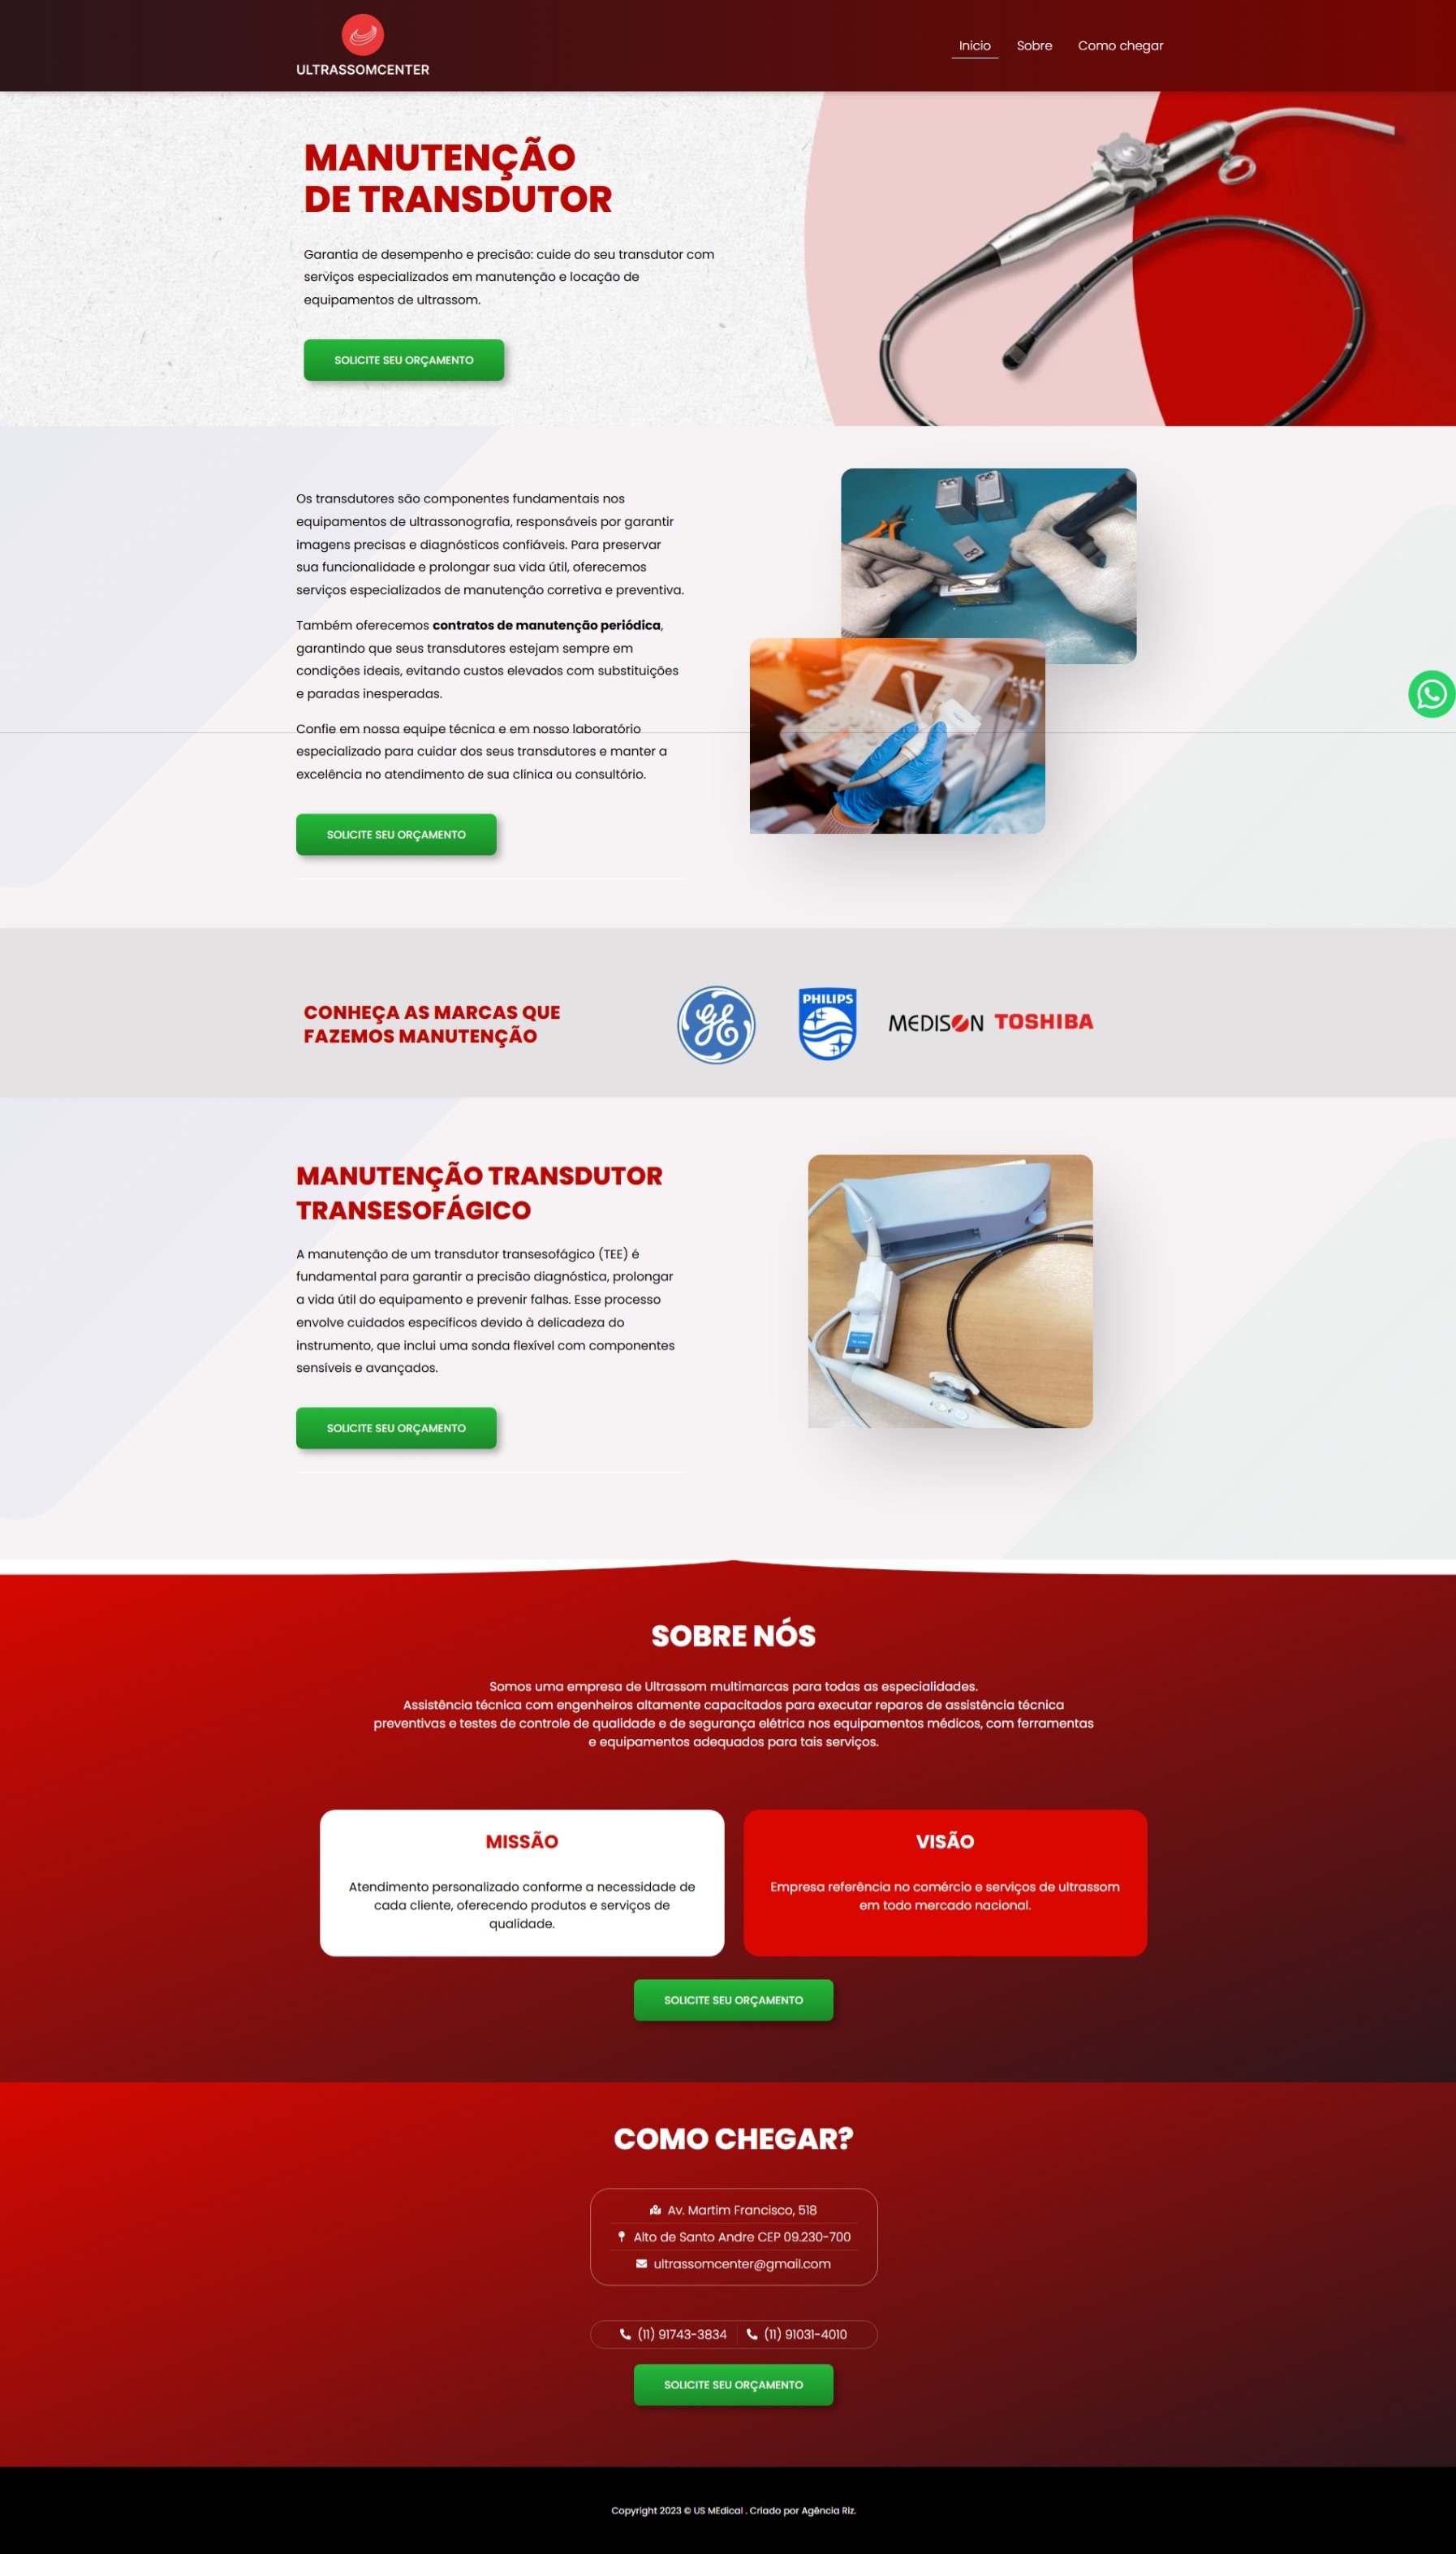 ULTRASSOMCENTER
Inicio Sobre Como chegar
MANUTENÇÃO
DE TRANSDUTOR
Garantia de desempenho e precisão: cuide do seu transdutor com
serviços especializados em manutenção e locação de
equipamentos de ultrassom.
SOLICITE SEU ORÇAMENTO
Os transdutores são componentes fundamentais nos
equipamentos de ultrassonografia, responsáveis por garantir
imagens precisas e diagnósticos confiáveis. Para preservar
sua funcionalidade e prolongar sua vida útil, oferecemos
serviços especializados de manutenção corretiva e preventiva.
Também oferecemos contratos de manutenção periódica,
garantindo que seus transdutores estejam sempre em
condições ideais, evitando custos elevados com substituições
e paradas inesperadas.
Confie em nossa equipe técnica e em nosso laboratório
especializado para cuidar dos seus transdutores e manter a
excelência no atendimento de sua clínica ou consultório.
SOLICITE SEU ORÇAMENTO
CONHEÇA AS MARCAS QUE
FAZEMOS MANUTENÇÃO
GE
PHILIPS
MEDISON
TOSHIBA
MANUTENÇÃO TRANSDUTOR
TRANSESOFÁGICO
A manutenção de um transdutor transesofágico (TEE) é
fundamental para garantir a precisão diagnóstica, prolongar
a vida útil do equipamento e prevenir falhas. Esse processo
envolve cuidados específicos devido à delicadeza do
instrumento, que inclui uma sonda flexível com componentes
sensíveis e avançados.
SOLICITE SEU ORÇAMENTO
SOBRE NÓS
Somos uma empresa de Ultrassom multimarcas para todas as especialidades.
Assistência técnica com engenheiros altamente capacitados para executar reparos de assistência técnica
preventivas e testes de controle de qualidade e de segurança elétrica nos equipamentos médicos, com ferramentas
e equipamentos adequados para tais serviços.
MISSÃO
Atendimento personalizado conforme a necessidade de
cada cliente, oferecendo produtos e serviços de
qualidade.
VISÃO
Empresa referência no comércio e serviços de ultrassom
em todo mercado nacional.
SOLICITE SEU ORÇAMENTO
COMO CHEGAR?
Av. Martim Francisco, 518
Alto de Santo Andre CEP 09.230-700
ultrassomcenter@gmail.com
(11) 91743-3834 (11) 91031-4010
SOLICITE SEU ORÇAMENTO
Copyright 2023 © US MEdical . Criado por Agência Riz.